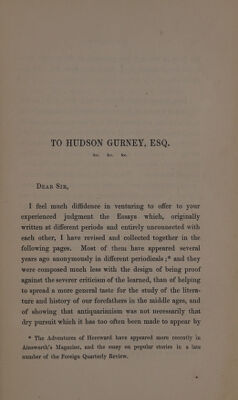 TO HUDSON GURNEY, ESQ.
&c. &c. &c.
DEAR SIR,
I feel much diffidence in venturing to offer to your
experienced judgment the Essays which, originally
written at different periods and entirely unconnected with
each other, I have revised and collected together in the
following pages. Most of them have appeared several
years ago anonymously in different periodicals;* and they
were composed much less with the design of being proof
against the severer criticism of the learned, than of helping
to spread a more general taste for the study of the litera-
ture and history of our forefathers in the middle ages, and
of showing that antiquarianism was not necessarily that
dry pursuit which it has too often been made to appear by
* The Adventures of Hereward have appeared more recently in
Ainsworth's Magazine, and the essay on popular stories in a late
number of the Foreign Quarterly Review.